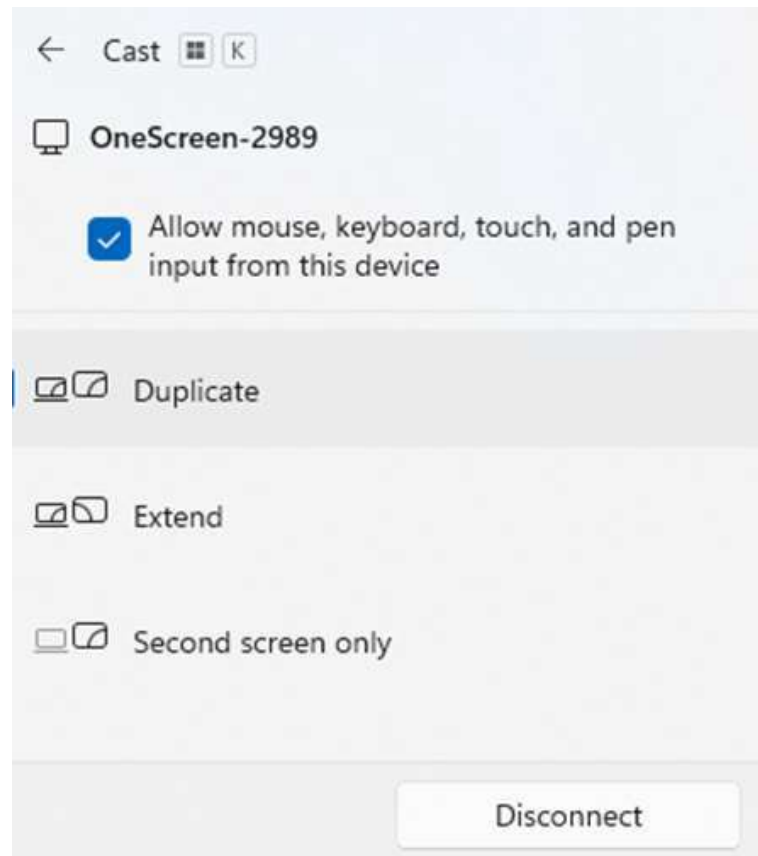 Cast K
OneScreen-2989
Allow mouse, keyboard, touch, and pen
input from this device
Duplicate
Extend
Second screen only
Disconnect